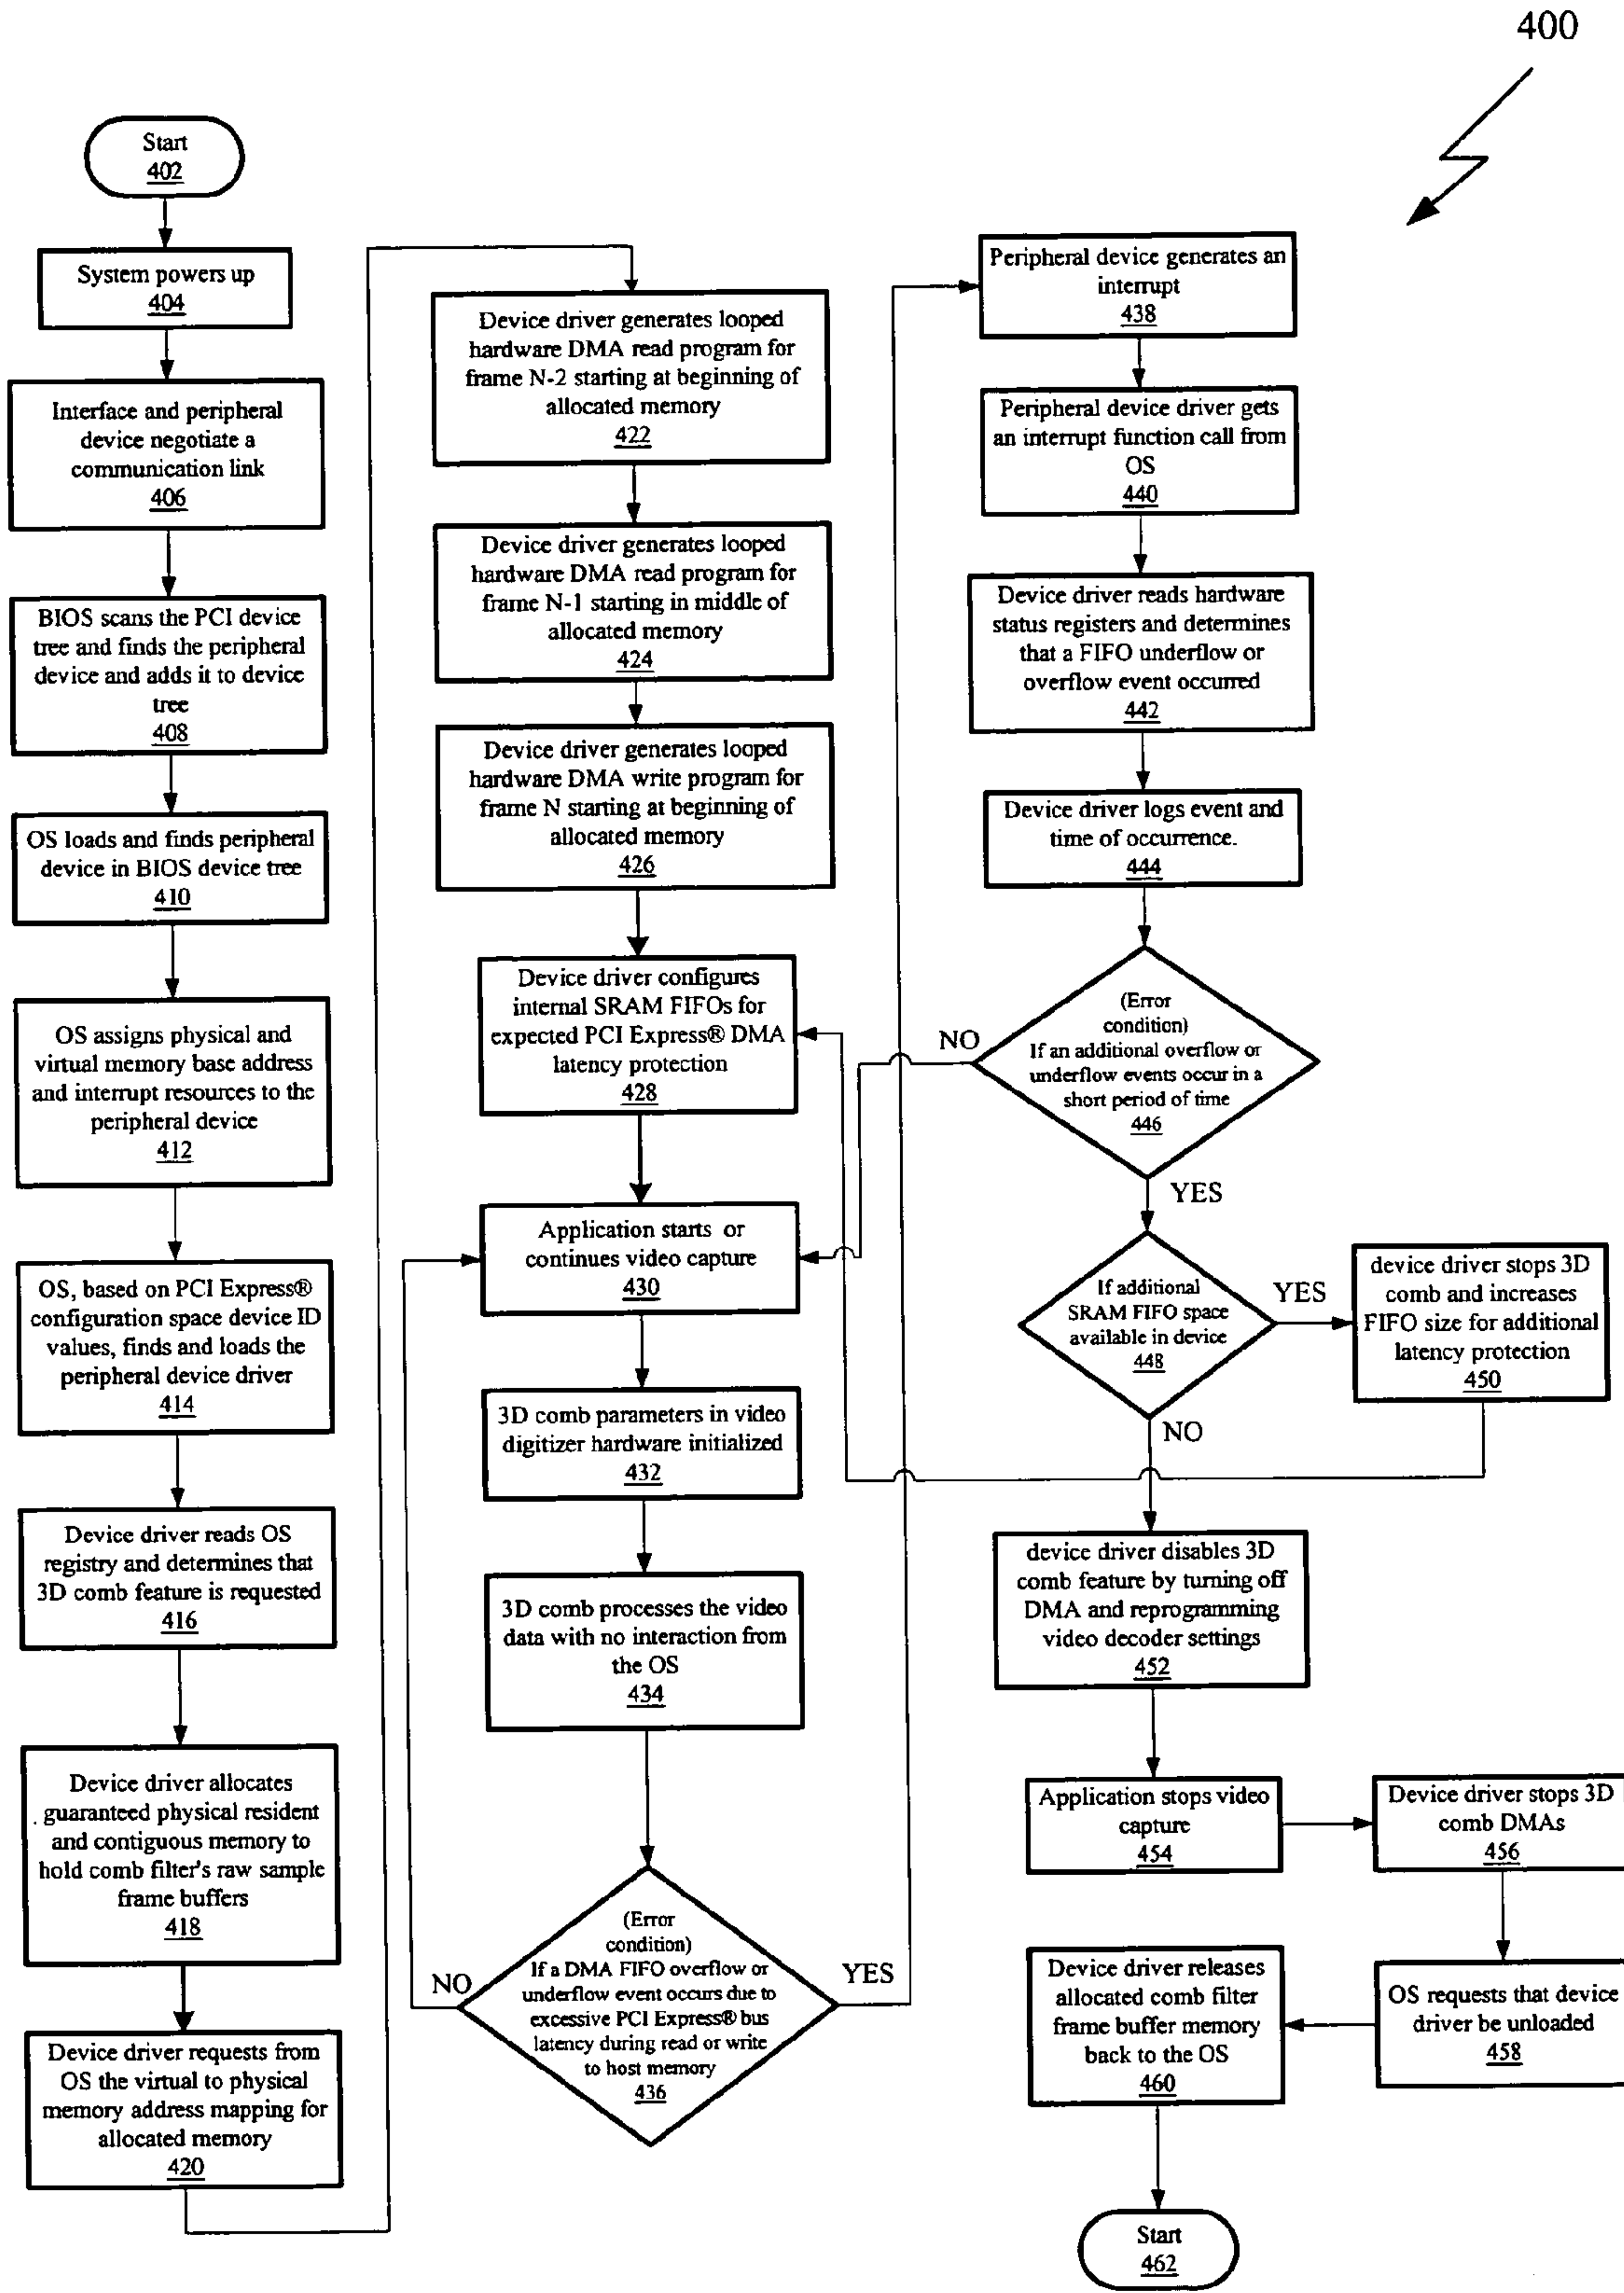 400
Start
402
System powers up
404
Interface and peripheral
device negotiate a
communication link
406
BIOS scans the PCI device
tree and finds the peripheral
device and adds it to device
tree
408
OS loads and finds peripheral
device in BIOS device tree
410
OS assigns physical and
virtual memory base address
and interrupt resources to the
peripheral device
412
OS, based on PCI Express®
configuration space device ID
values, finds and loads the
peripheral device driver
414
Device driver reads OS
registry and determines that
3D comb feature is requested
416
Device driver allocates
guaranteed physical resident
and contiguous memory to
hold comb filter's raw sample
frame buffers
418
Device driver requests from
OS the virtual to physical
memory address mapping for
allocated memory
420
Device driver generates looped
hardware DMA read program for
frame N-2 starting at beginning of
allocated memory
422
Device driver generates looped
hardware DMA read program for
frame N-1 starting in middle of
allocated memory
424
Device driver generates looped
hardware DMA write program for
frame N starting at beginning of
allocated memory
426
Device driver configures
internal SRAM FIFOs for
expected PCI Express® DMA
latency protection
428
Application starts or
continues video capture
430
3D comb parameters in video
digitizer hardware initialized
432
3D comb processes the video
data with no interaction from
the OS
434
(Error
condition)
If a DMA FIFO overflow or
underflow event occurs due to
excessive PCI Express® bus
latency during read or write
to host memory
436
NO
YES
Peripheral device generates an
interrupt
438
Peripheral device driver gets
an interrupt function call from
OS
440
Device driver reads hardware
status registers and determines
that a FIFO underflow or
overflow event occurred
442
Device driver logs event and
time of occurrence.
444
(Error
condition)
If an additional overflow or
underflow events occur in a
short period of time
446
NO
YES
If additional
SRAM FIFO space
available in device
448
YES
NO
device driver stops 3D
comb and increases
FIFO size for additional
latency protection
450
device driver disables 3D
comb feature by turning off
DMA and reprogramming
video decoder settings
452
Application stops video
capture
454
Device driver stops 3D
comb DMAs
456
OS requests that device
driver be unloaded
458
Device driver releases
allocated comb filter
frame buffer memory
back to the OS
460
Start
462